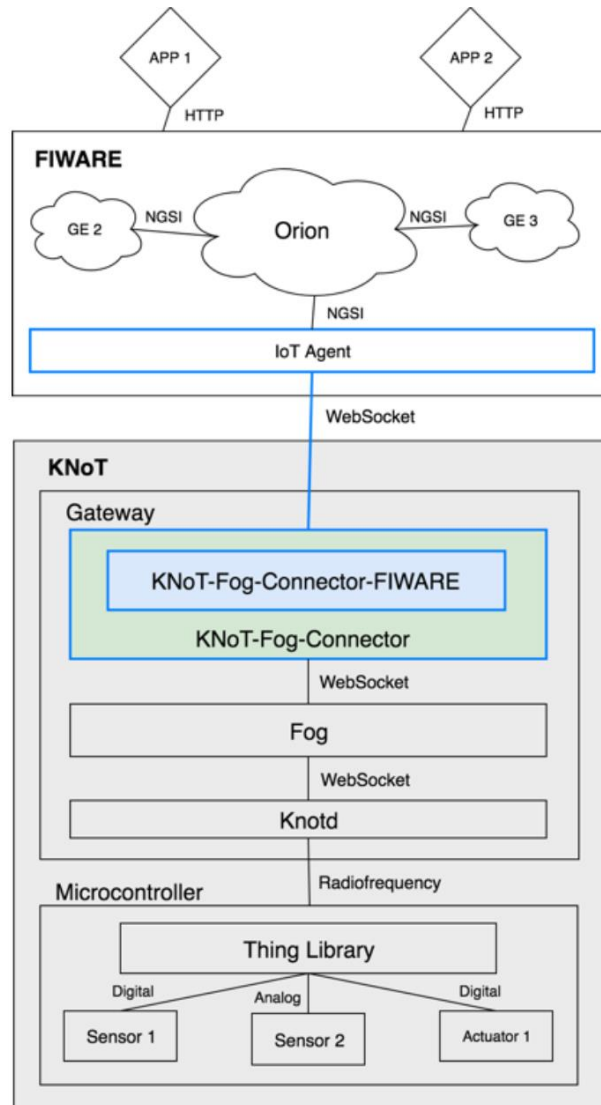 APP 1
APP 2
HTTP
HTTP
FIWARE
GE 2
NGSI
Orion
NGSI
GE 3
NGSI
IoT Agent
WebSocket
KNoT
Gateway
KNoT-Fog-Connector-FIWARE
KNoT-Fog-Connector
WebSocket
Fog
WebSocket
Knotd
Radiofrequency
Microcontroller
Thing Library
Digital
Analog
Digital
Sensor 1
Sensor 2
Actuator 1